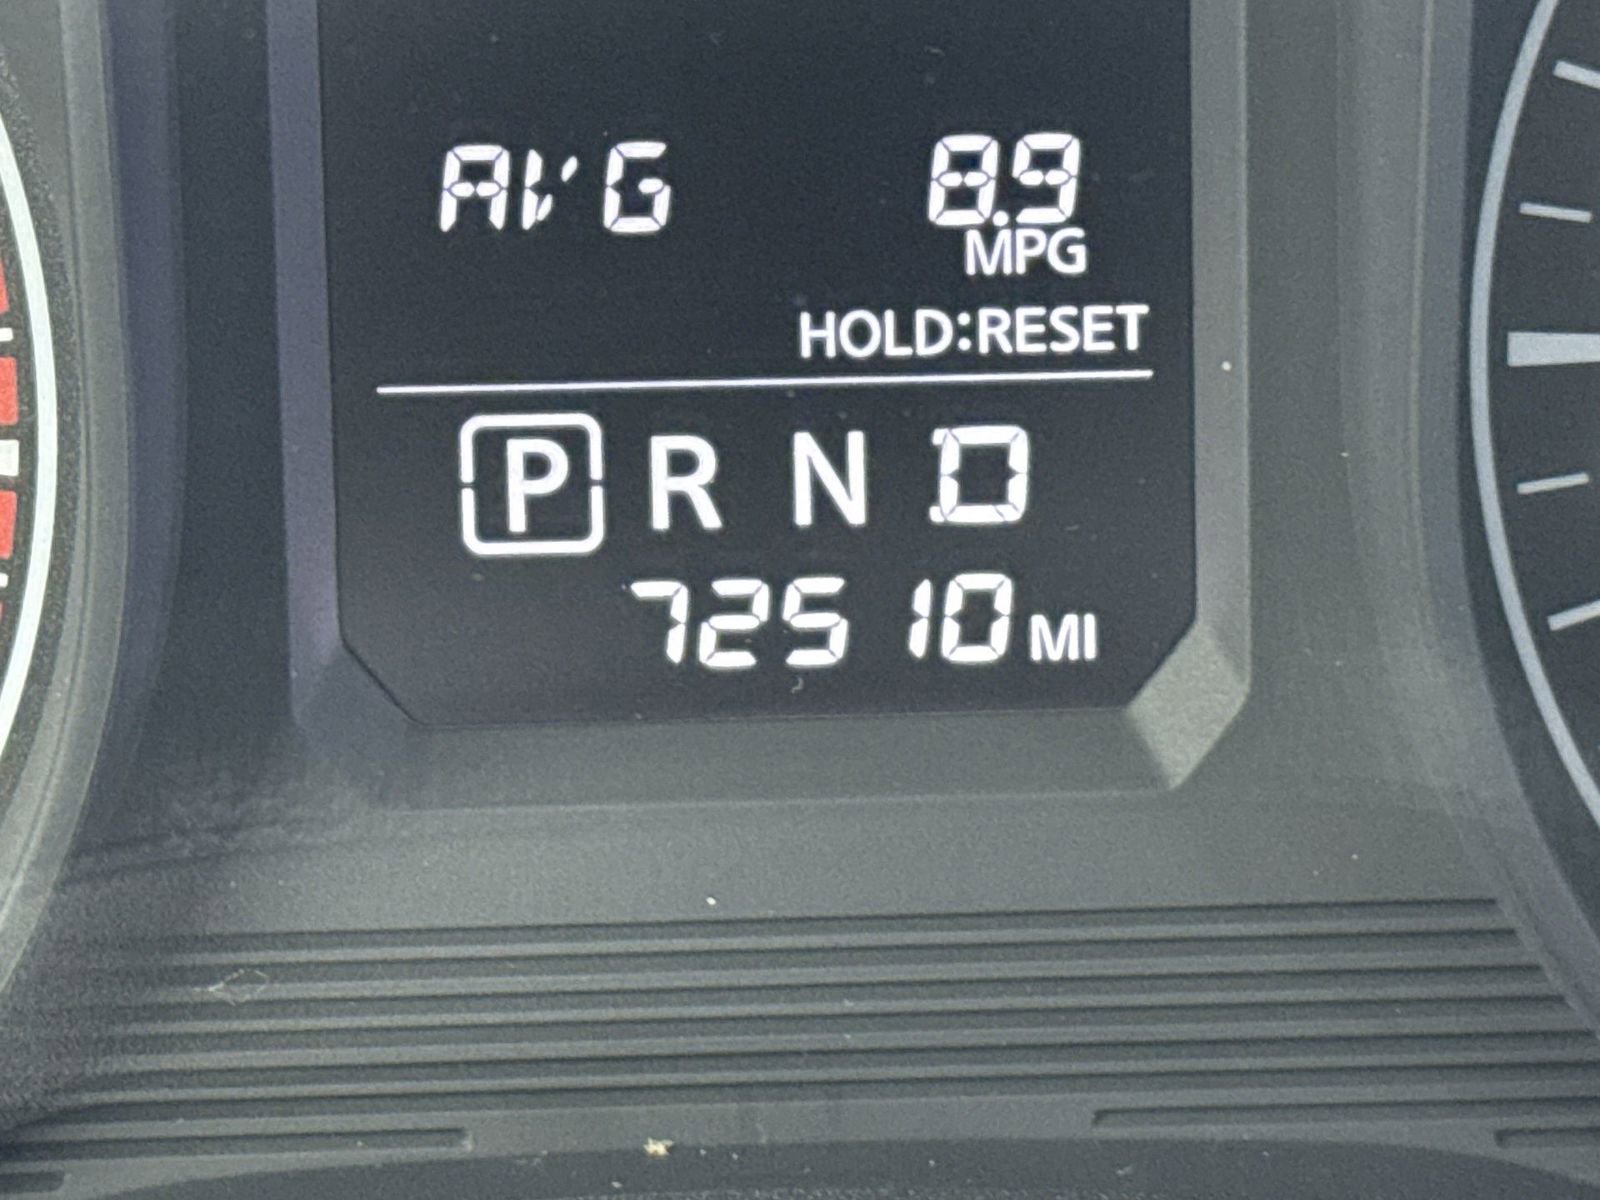 AVG 8.9
MPG
HOLD:RESET
P R N D
72510 MI